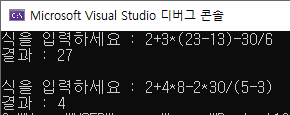 Microsoft Visual Studio 디버그 콘솔
식을 입력하세요 : 2+3*(23-13)-30/6
결과 : 27
식을 입력하세요 : 2+4*8-2*30/(5-3)
결과 : 4